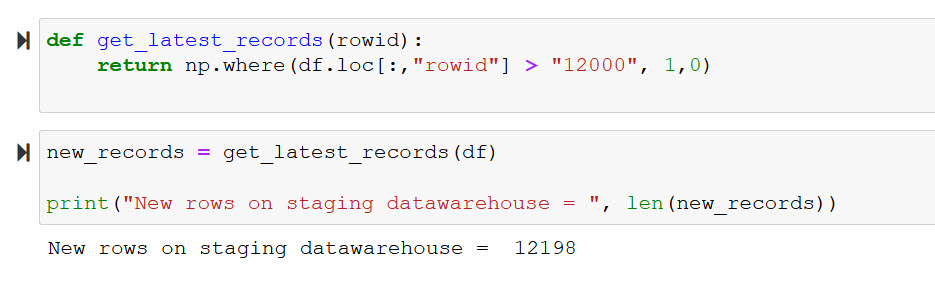 def get_latest_records(rowid):
    return np.where(df.loc[:,"rowid"] > "12000", 1,0)
new_records = get_latest_records(df)
print("New rows on staging datawarehouse = ", len(new_records))
New rows on staging datawarehouse =  12198